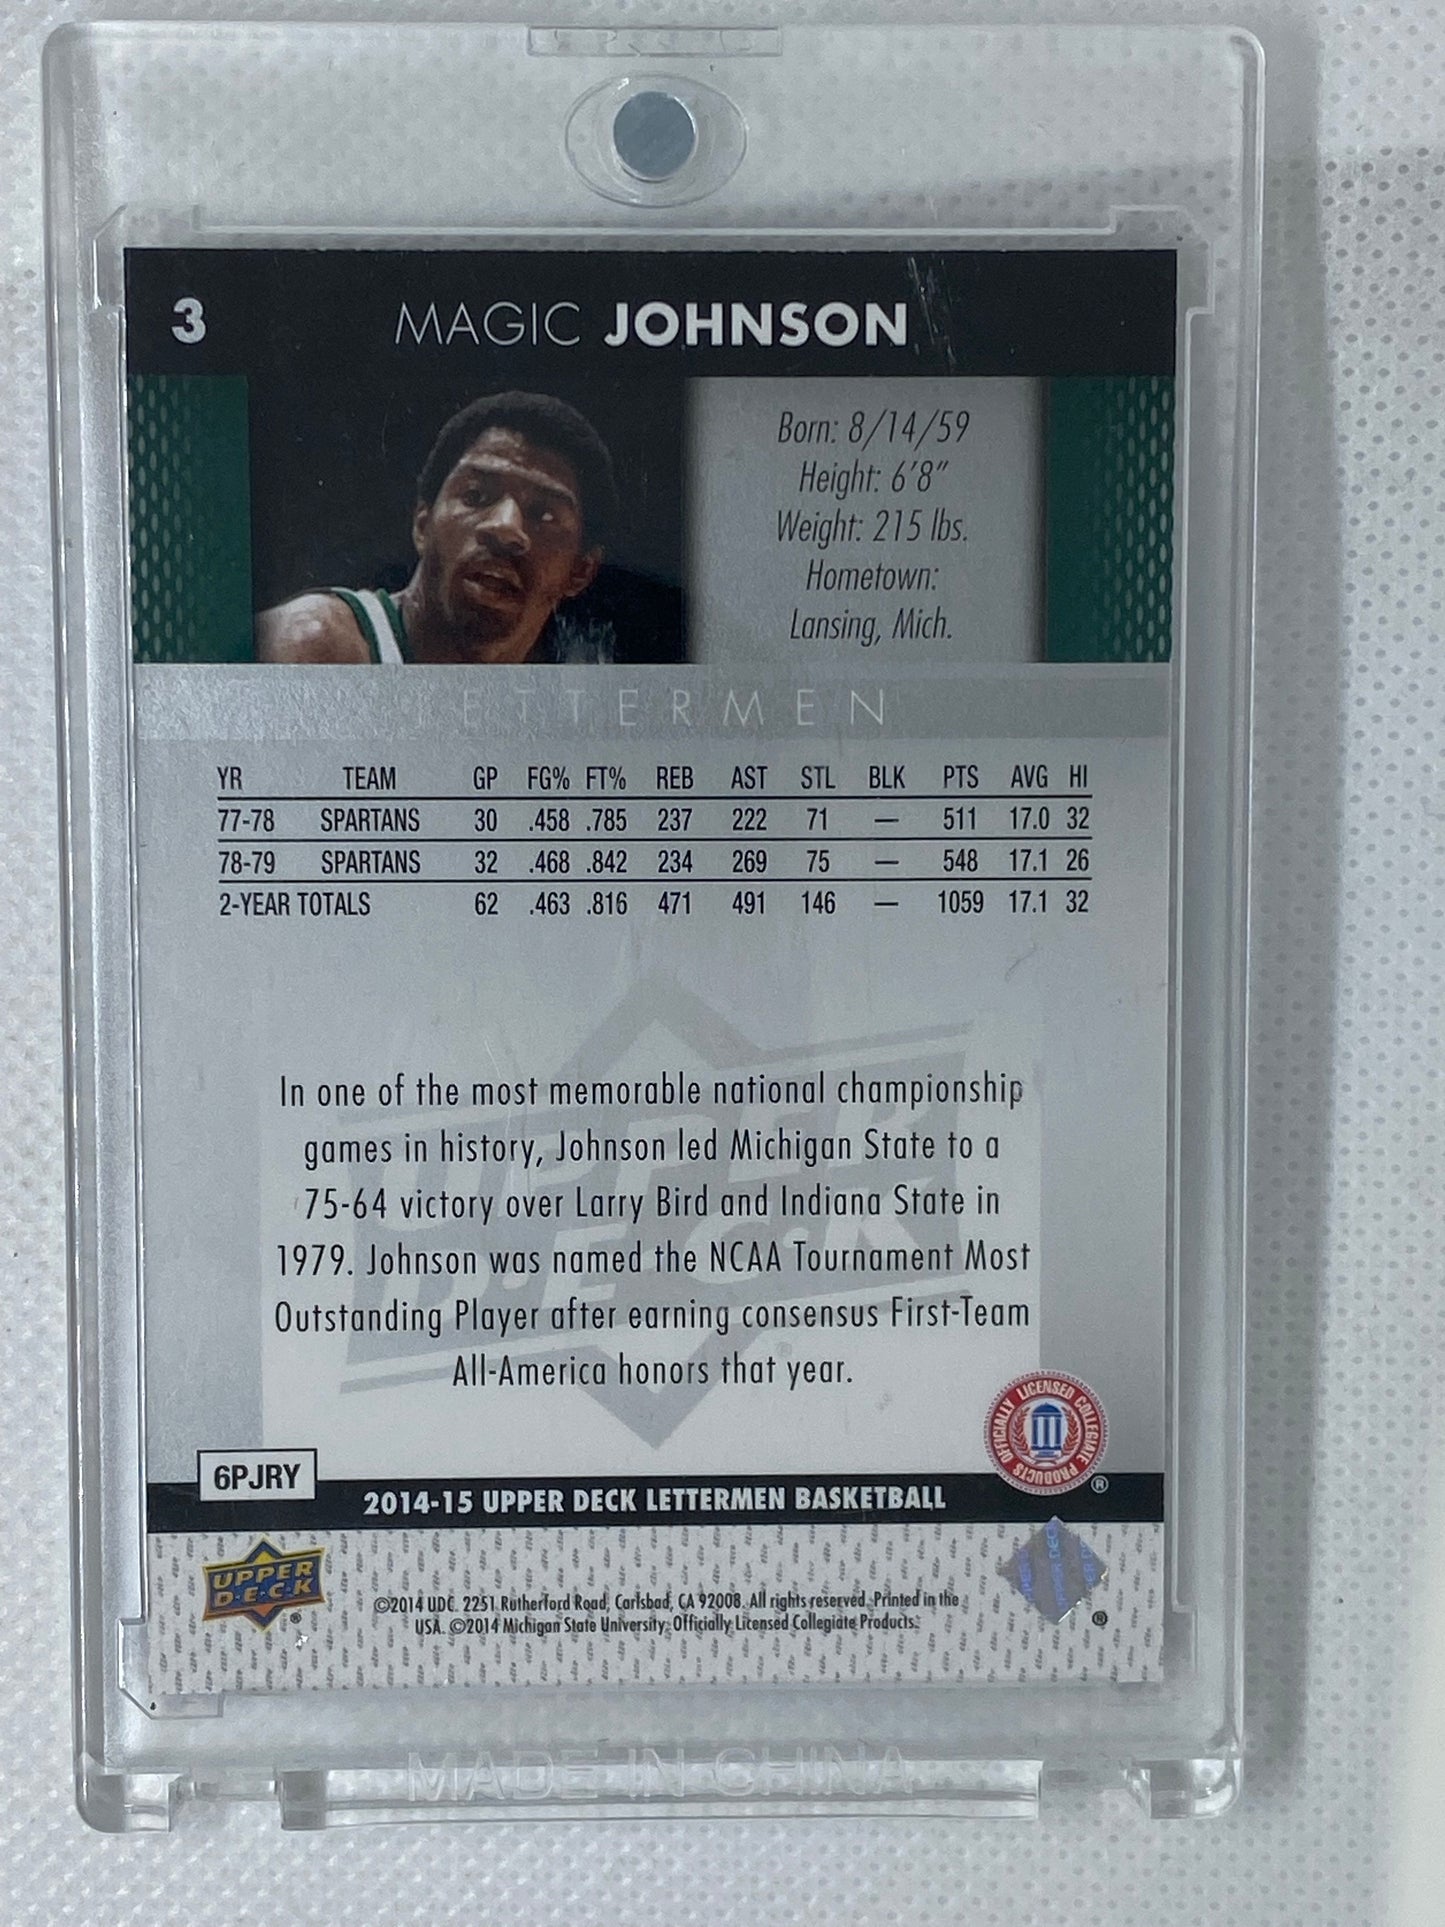 3 MAGIC JOHNSON
Born: 8/14/59
Height: 6'8"
Weight: 215 lbs.
Hometown:
Lansing, Mich.
LETTERMEN
YR TEAM GP FG% FT% REB AST STL BLK PTS AVG HI
77-78 SPARTANS 30 .458 .785 237 222 71 — 511 17.0 32
78-79 SPARTANS 32 .468 .842 234 269 75 — 548 17.1 26
2-YEAR TOTALS 62 .463 .816 471 491 146 — 1059 17.1 32
In one of the most memorable national championship
games in history, Johnson led Michigan State to a
75-64 victory over Larry Bird and Indiana State in
1979. Johnson was named the NCAA Tournament Most
Outstanding Player after earning consensus First-Team
All-America honors that year.
OFFICIALLY LICENSED COLLEGIATE PRODUCTS ®
6PJRY
2014-15 UPPER DECK LETTERMEN BASKETBALL
UPPER
D·E·C·K ®
©2014 UDC. 2251 Rutherford Road, Carlsbad, CA 92008. All rights reserved. Printed in the
USA. ©2014 Michigan State University. Officially Licensed Collegiate Products.
UPPER DECK ®
MADE IN CHINA